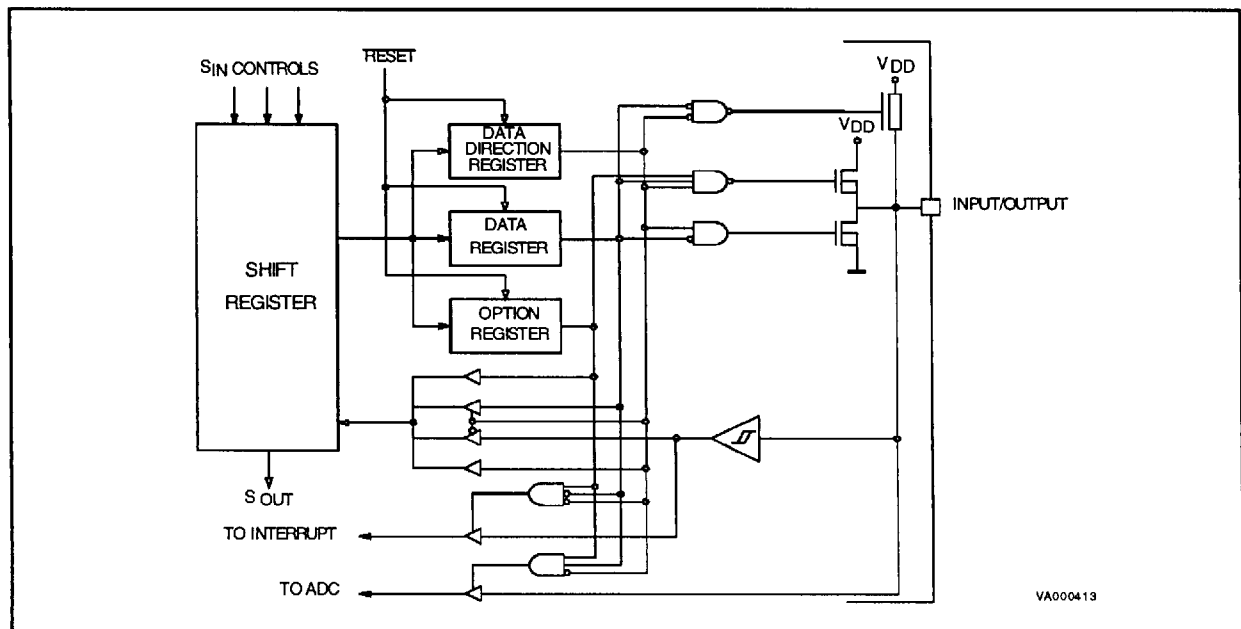 S IN CONTROLS
RESET
VDD
DATA
DIRECTION
REGISTER
VDD
INPUT/OUTPUT
DATA
REGISTER
SHIFT
REGISTER
OPTION
REGISTER
S OUT
TO INTERRUPT
TO ADC
VA000413